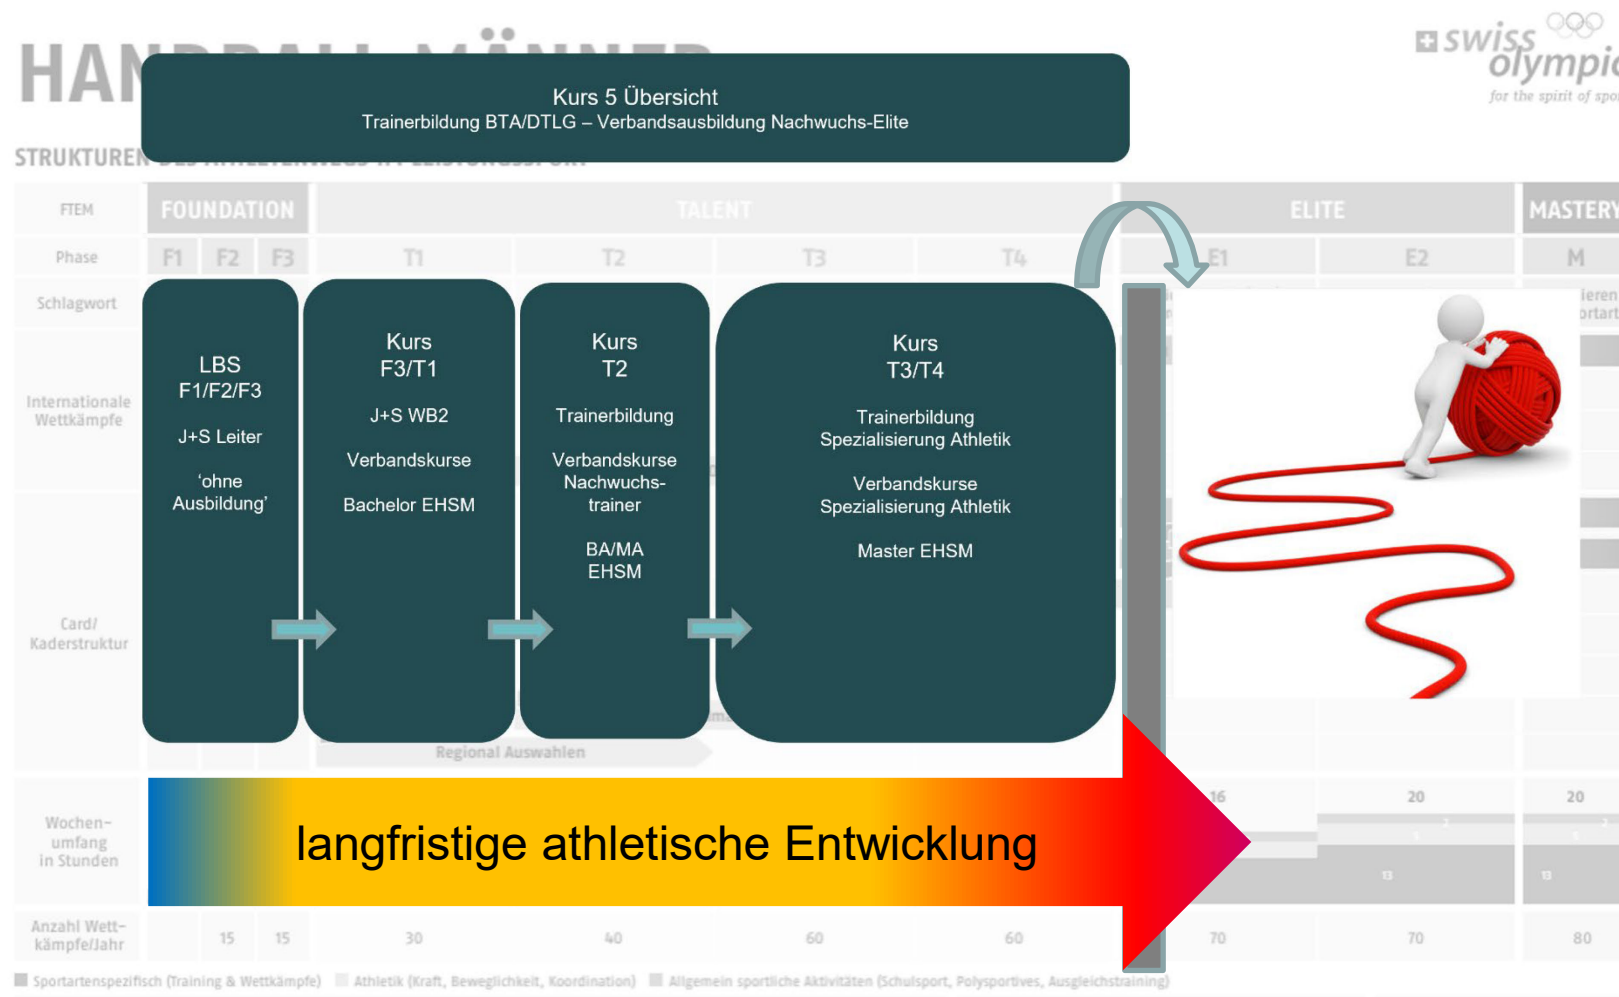 swiss
olympic
for the spirit of spor
Kurs 5 Übersicht
Trainerbildung BTA/DTLG – Verbandsausbildung Nachwuchs-Elite
STRUKTUREN
FTEM FOUNDATION TALENT ELITE MASTERY
Phase F1 F2 F3 T1 T2 T3 T4 E1 E2 M
Schlagwort
Internationale
Wettkämpfe
Card/
Kaderstruktur
LBS
F1/F2/F3
J+S Leiter
‘ohne
Ausbildung’
Kurs
F3/T1
J+S WB2
Verbandskurse
Bachelor EHSM
Kurs
T2
Trainerbildung
Verbandskurse
Nachwuchs-
trainer
BA/MA
EHSM
Kurs
T3/T4
Trainerbildung
Spezialisierung Athletik
Verbandskurse
Spezialisierung Athletik
Master EHSM
Regional Auswahlen
langfristige athletische Entwicklung
Wochen-
umfang
in Stunden
16 20 20
13 13
Anzahl Wett-
kämpfe/Jahr
15 15 30 40 60 60 70 70 80
Sportartenspezifisch (Training & Wettkämpfe) Athletik (Kraft, Beweglichkeit, Koordination) Allgemein sportliche Aktivitäten (Schulsport, Polysportives, Ausgleichstraining)